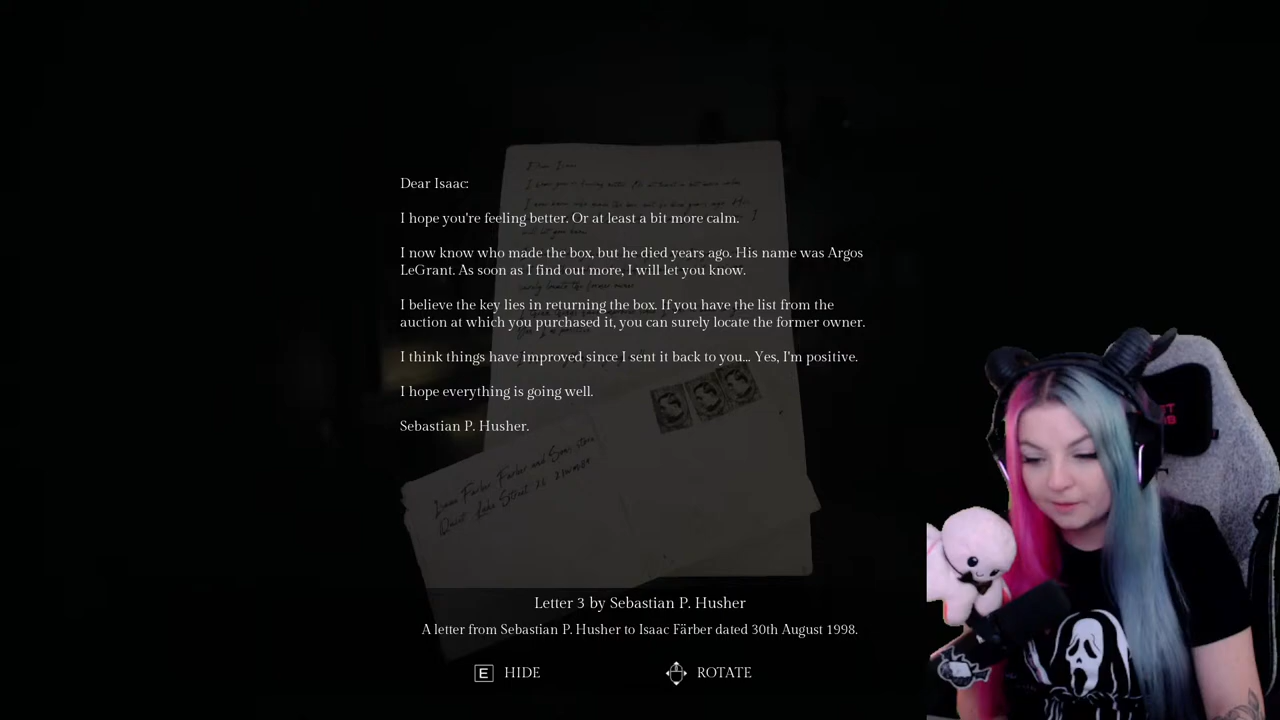 Dear Isaac:
I hope you're feeling better. Or at least a bit more calm.
I now know who made the box, but he died years ago. His name was Argos
LeGrant. As soon as I find out more, I will let you know.
I believe the key lies in returning the box. If you have the list from the
auction at which you purchased it, you can surely locate the former owner.
I think things have improved since I sent it back to you... Yes, I'm positive.
I hope everything is going well.
Sebastian P. Husher.
Letter 3 by Sebastian P. Husher
A letter from Sebastian P. Husher to Isaac Färber dated 30th August 1998.
E HIDE
ROTATE